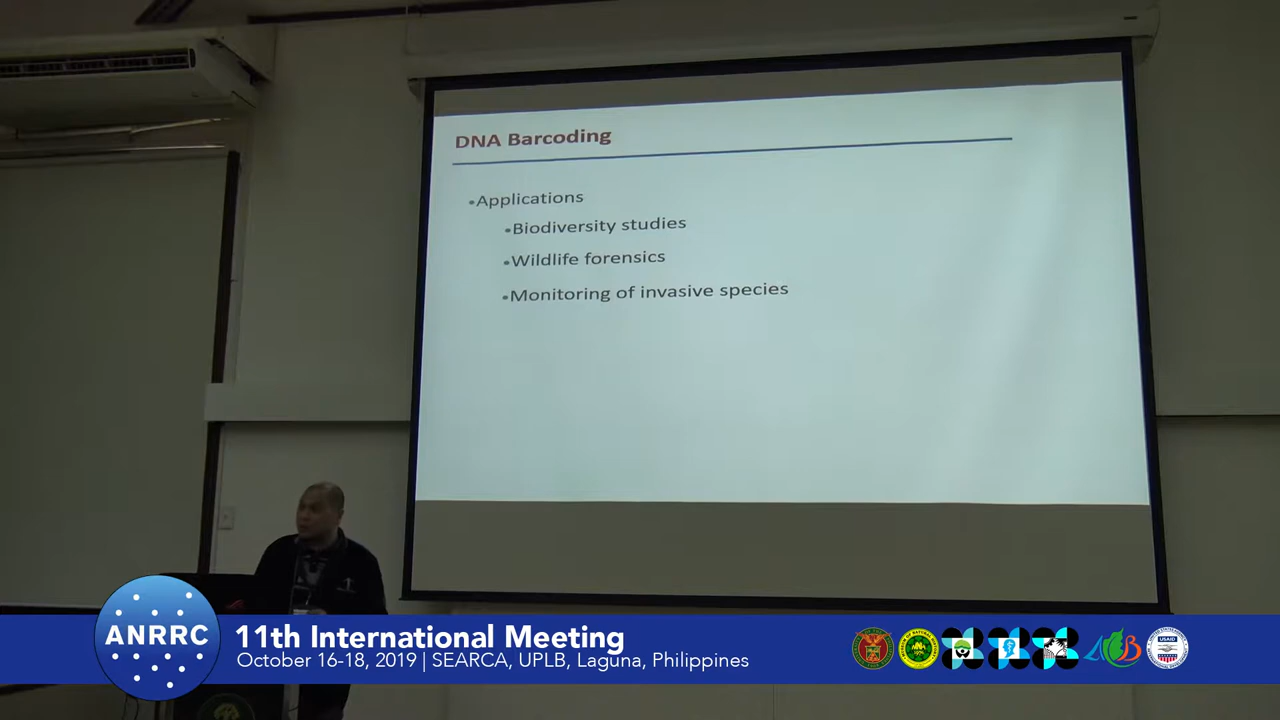 DNA Barcoding
•Applications
•Biodiversity studies
•Wildlife forensics
•Monitoring of invasive species
ANRRC
11th International Meeting
October 16-18, 2019 | SEARCA, UPLB, Laguna, Philippines
USAID